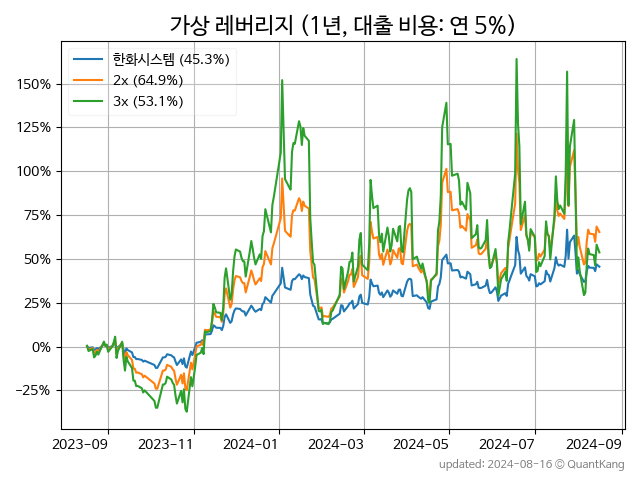 가상 레버리지 (1년, 대출 비용: 연 5%)
한화시스템 (45.3%)
2x (64.9%)
3x (53.1%)
150%
125%
100%
75%
50%
25%
0%
−25%
2023-09 2023-11 2024-01 2024-03 2024-05 2024-07 2024-09
updated: 2024-08-16 © QuantKang